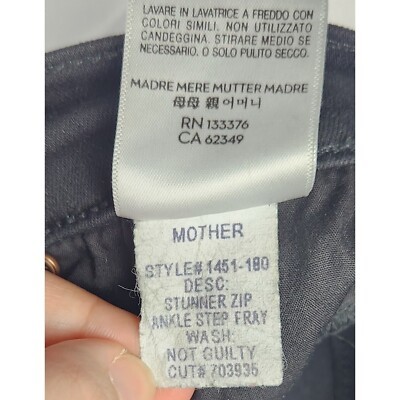 LAVARE IN LAVATRICE A FREDDO CON
COLORI SIMILI. NON UTILIZZATO
CANDEGGINA. STIRARE MEDIO SE
NECESSARIO. O SOLO PULITO SECCO.
MADRE MERE MUTTER MADRE
母母 親 어머니
RN 133376
CA 62349
MOTHER
STYLE# 1451-180
DESC:
STUNNER ZIP
ANKLE STEP FRAY
WASH:
NOT GUILTY
CUT# 703935